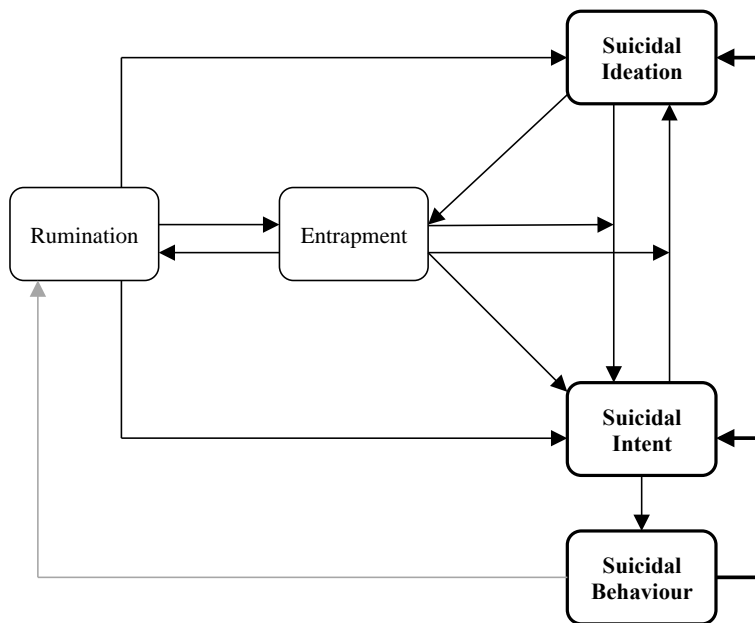 Suicidal
Ideation
Rumination
Entrapment
Suicidal
Intent
Suicidal
Behaviour